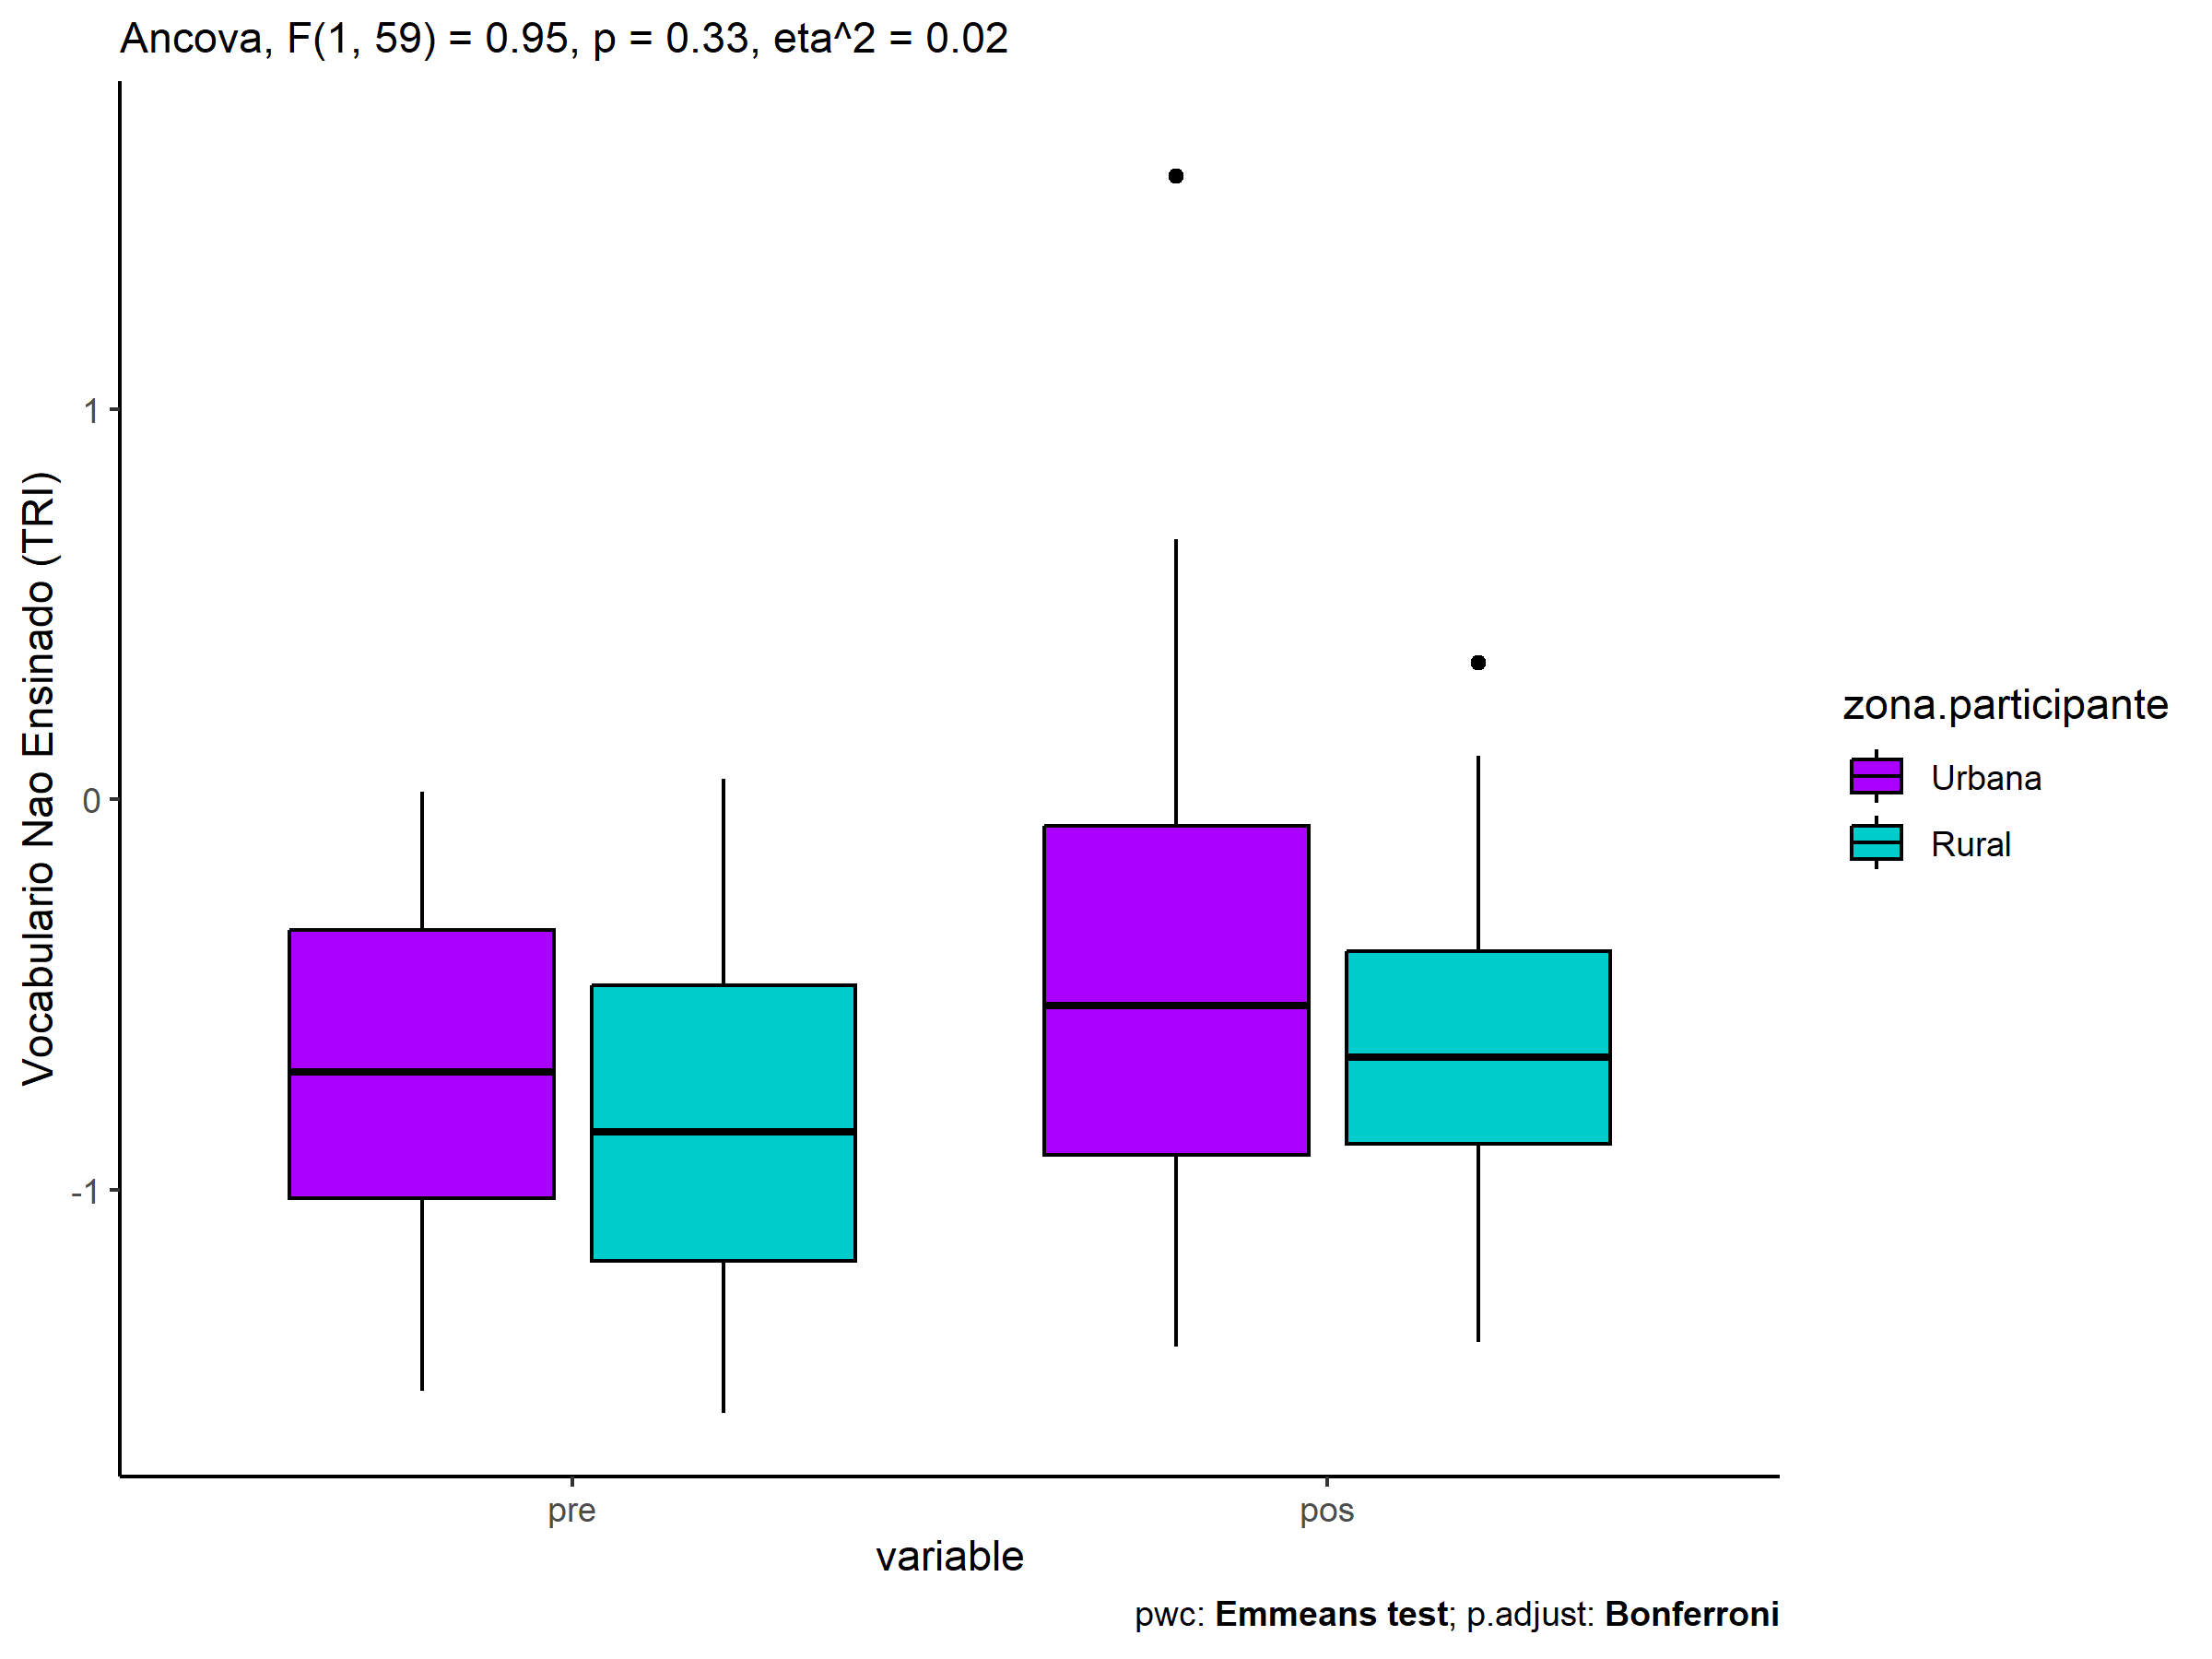 Ancova, F(1, 59) = 0.95, p = 0.33, eta^2 = 0.02
Vocabulario Nao Ensinado (TRI)
1
0
-1
pre
pos
variable
zona.participante
Urbana
Rural
pwc: Emmeans test; p.adjust: Bonferroni